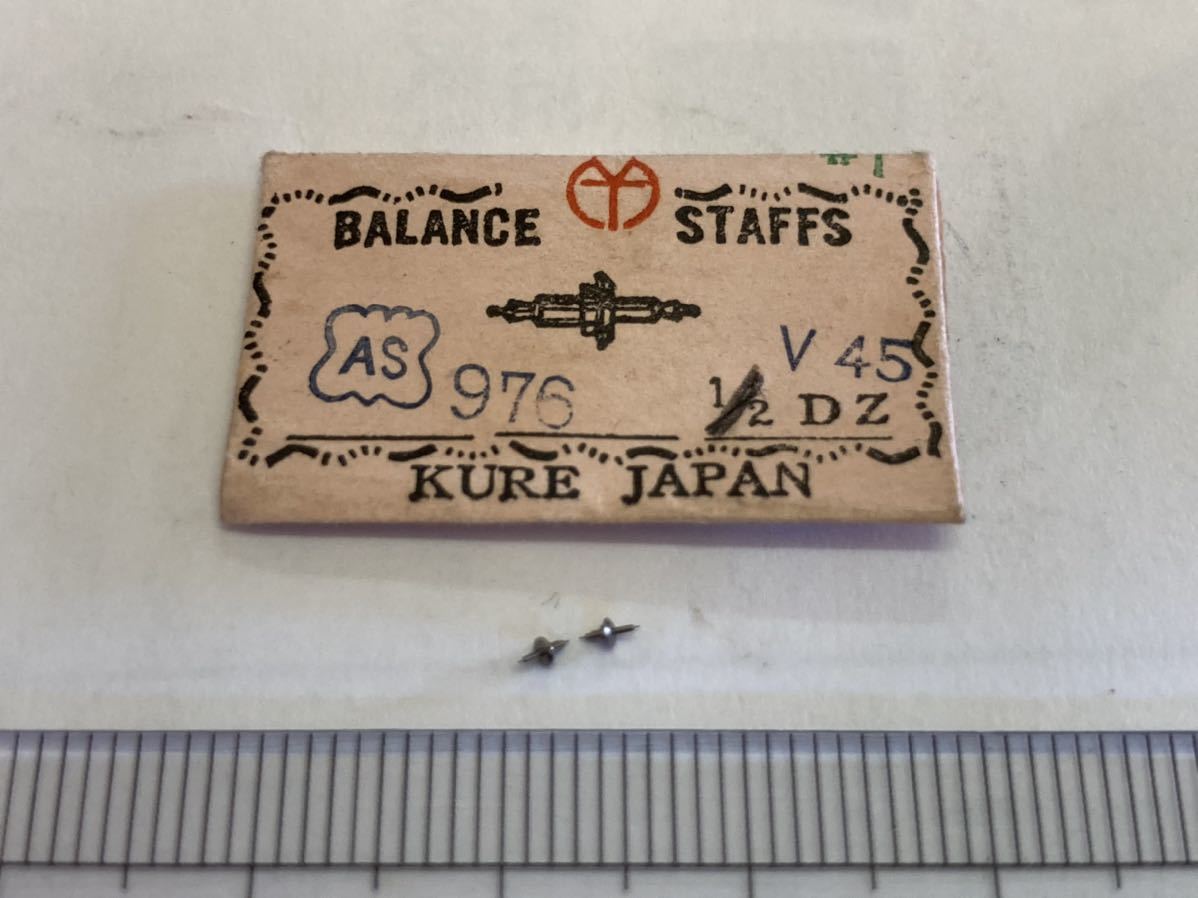 BALANCE STAFFS
AS 976 V 45
1/2 DZ
KURE JAPAN